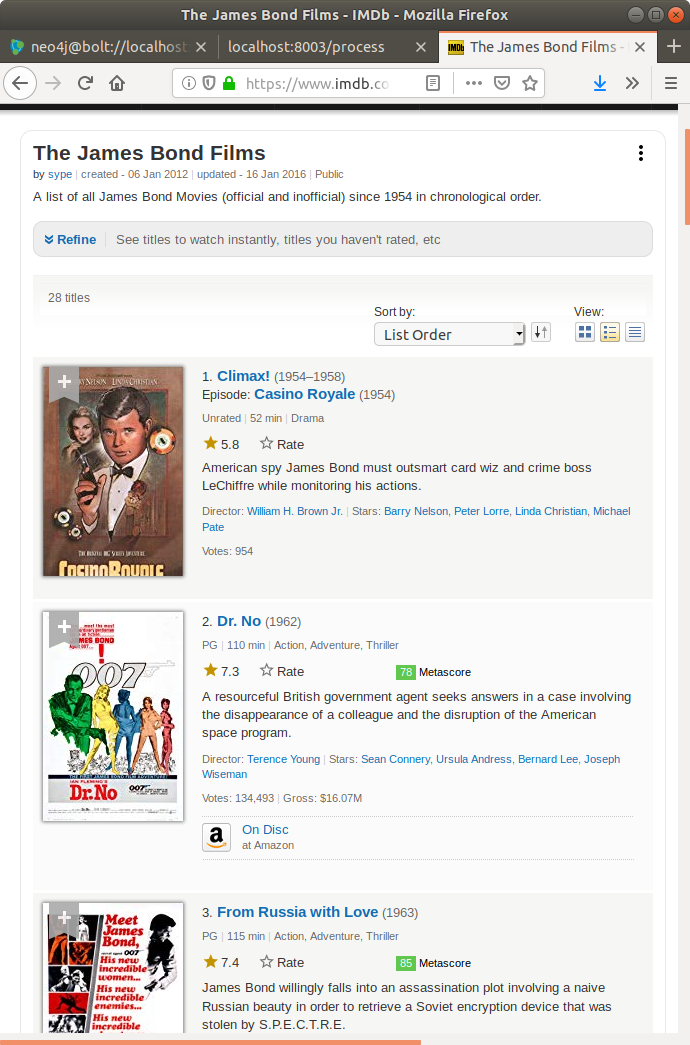 The James Bond Films - IMDb - Mozilla Firefox
neo4j@bolt://localhost
localhost:8003/process
IMDb The James Bond Films -
https://www.imdb.co
The James Bond Films
by sype | created - 06 Jan 2012 | updated - 16 Jan 2016 | Public
A list of all James Bond Movies (official and inofficial) since 1954 in chronological order.
Refine | See titles to watch instantly, titles you haven't rated, etc
28 titles
Sort by: View:
List Order
1. Climax! (1954–1958)
Episode: Casino Royale (1954)
Unrated | 52 min | Drama
5.8 Rate
American spy James Bond must outsmart card wiz and crime boss
LeChiffre while monitoring his actions.
Director: William H. Brown Jr. | Stars: Barry Nelson, Peter Lorre, Linda Christian, Michael
Pate
Votes: 954
RY NELSON LINDA CHRISTIAN
THE ORIGINAL SCREEN ADVENTURE
CASINO ROYALE
2. Dr. No (1962)
PG | 110 min | Action, Adventure, Thriller
7.3 Rate 78 Metascore
A resourceful British government agent seeks answers in a case involving
the disappearance of a colleague and the disruption of the American
space program.
Director: Terence Young | Stars: Sean Connery, Ursula Andress, Bernard Lee, Joseph
Wiseman
Votes: 134,493 | Gross: $16.07M
On Disc
at Amazon
JAMES BOND
007
THE FIRST JAMES BOND FILM ADVENTURE
IAN FLEMING'S
Dr. No 007
3. From Russia with Love (1963)
PG | 115 min | Action, Adventure, Thriller
7.4 Rate 85 Metascore
James Bond willingly falls into an assassination plot involving a naive
Russian beauty in order to retrieve a Soviet encryption device that was
stolen by S.P.E.C.T.R.E.
Meet
James
Bond,
007
His new
incredible
women...
His new
incredible
enemies...
His new
incredible